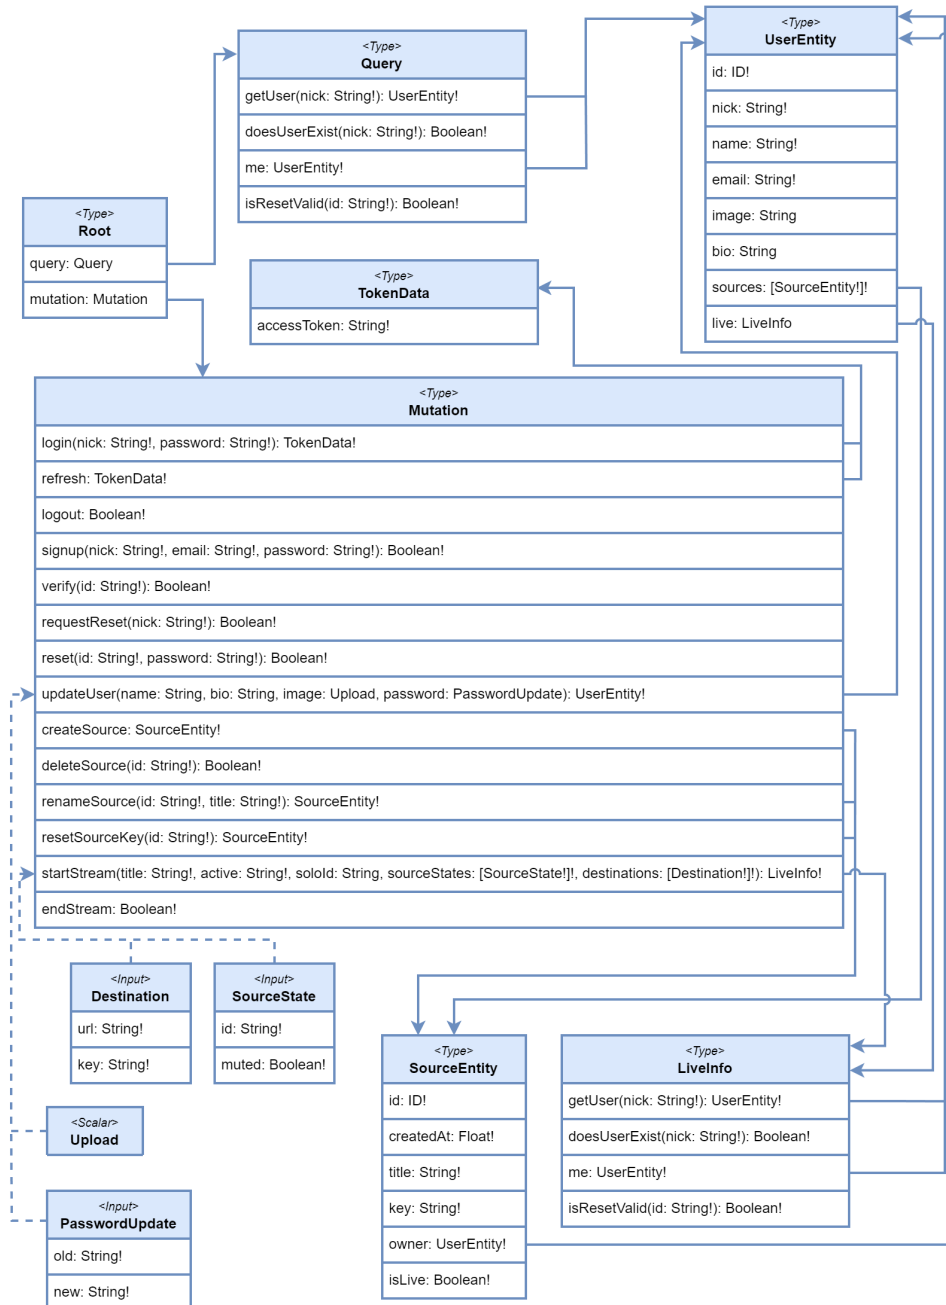 <Type>
Query
getUser(nick: String!): UserEntity!
doesUserExist(nick: String!): Boolean!
me: UserEntity!
isResetValid(id: String!): Boolean!
<Type>
UserEntity
id: ID!
nick: String!
name: String!
email: String!
image: String
bio: String
sources: [SourceEntity!]!
live: LiveInfo
<Type>
Root
query: Query
mutation: Mutation
<Type>
TokenData
accessToken: String!
<Type>
Mutation
login(nick: String!, password: String!): TokenData!
refresh: TokenData!
logout: Boolean!
signup(nick: String!, email: String!, password: String!): Boolean!
verify(id: String!): Boolean!
requestReset(nick: String!): Boolean!
reset(id: String!, password: String!): Boolean!
updateUser(name: String, bio: String, image: Upload, password: PasswordUpdate): UserEntity!
createSource: SourceEntity!
deleteSource(id: String!): Boolean!
renameSource(id: String!, title: String!): SourceEntity!
resetSourceKey(id: String!): SourceEntity!
startStream(title: String!, active: String!, soloId: String, sourceStates: [SourceState!]!, destinations: [Destination!]!): LiveInfo!
endStream: Boolean!
<Input>
Destination
url: String!
key: String!
<Input>
SourceState
id: String!
muted: Boolean!
<Scalar>
Upload
<Input>
PasswordUpdate
old: String!
new: String!
<Type>
SourceEntity
id: ID!
createdAt: Float!
title: String!
key: String!
owner: UserEntity!
isLive: Boolean!
<Type>
LiveInfo
getUser(nick: String!): UserEntity!
doesUserExist(nick: String!): Boolean!
me: UserEntity!
isResetValid(id: String!): Boolean!